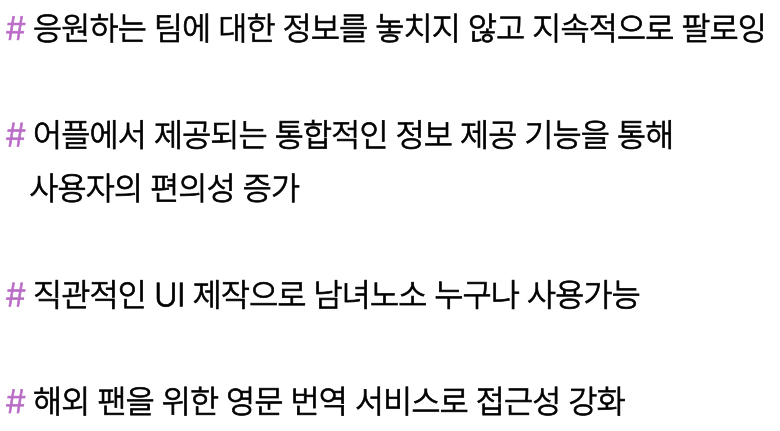 # 응원하는 팀에 대한 정보를 놓치지 않고 지속적으로 팔로잉
# 어플에서 제공되는 통합적인 정보 제공 기능을 통해
사용자의 편의성 증가
# 직관적인 UI 제작으로 남녀노소 누구나 사용가능
# 해외 팬을 위한 영문 번역 서비스로 접근성 강화